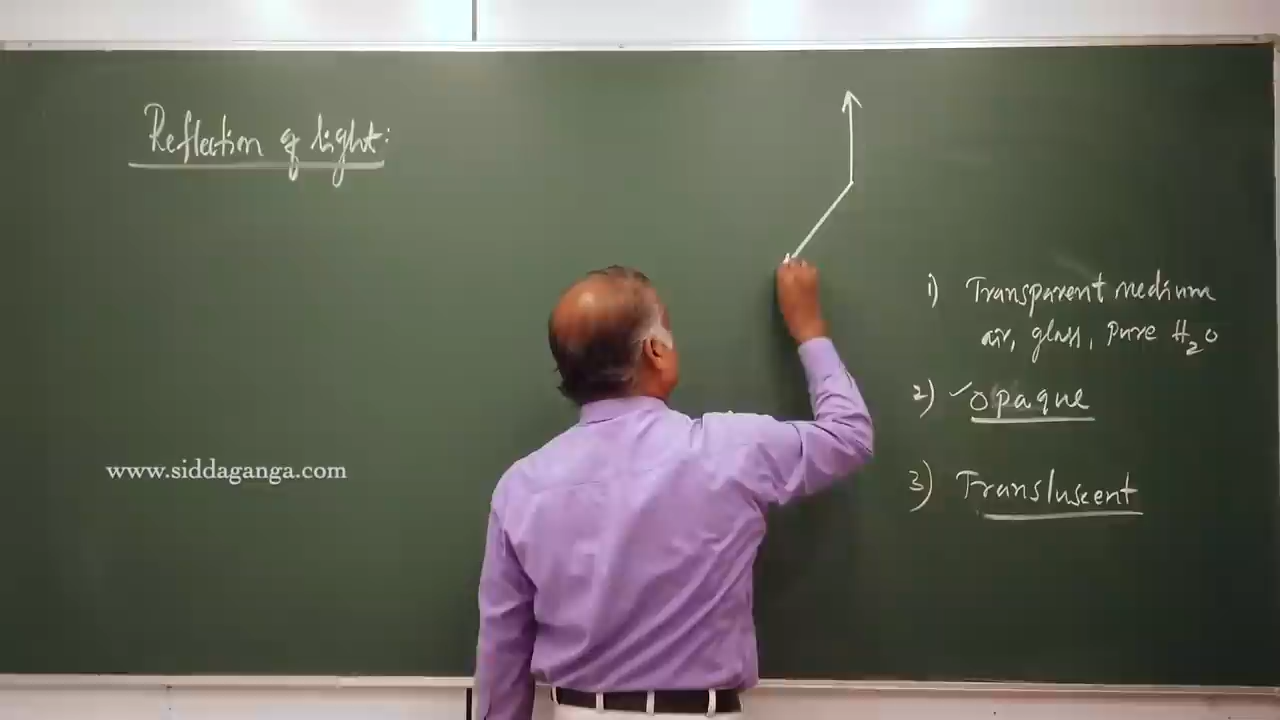 Reflection of light:
1) Transparent medium
air, glass, Pure H₂O
2) ✓Opaque
3) Transluscent
www.siddaganga.com